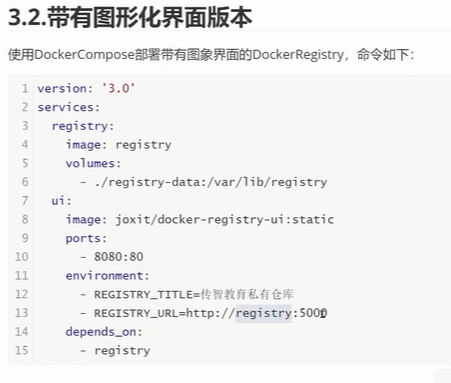 3.2.带有图形化界面版本
使用DockerCompose部署带有图象界面的DockerRegistry，命令如下：
1 version: '3.0'
2 services:
3   registry:
4     image: registry
5     volumes:
6       - ./registry-data:/var/lib/registry
7   ui:
8     image: joxit/docker-registry-ui:static
9     ports:
10       - 8080:80
11     environment:
12       - REGISTRY_TITLE=传智教育私有仓库
13       - REGISTRY_URL=http://registry:5000
14     depends_on:
15       - registry